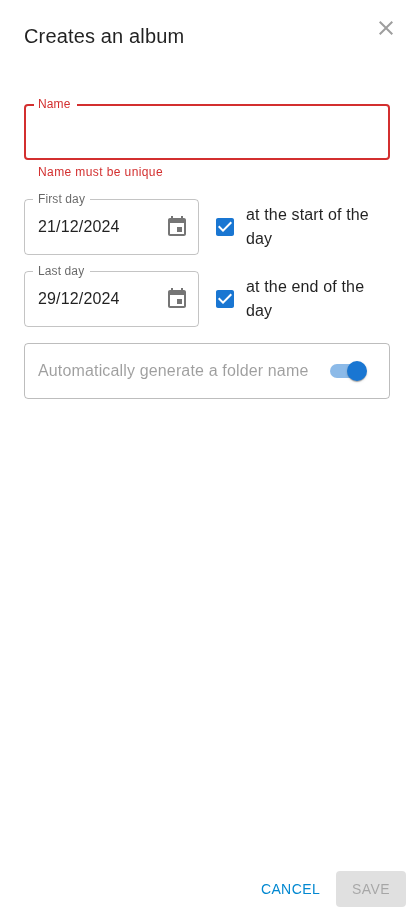 Creates an album
Name
Name must be unique
First day
21/12/2024
at the start of the
day
Last day
29/12/2024
at the end of the
day
Automatically generate a folder name
CANCEL
SAVE